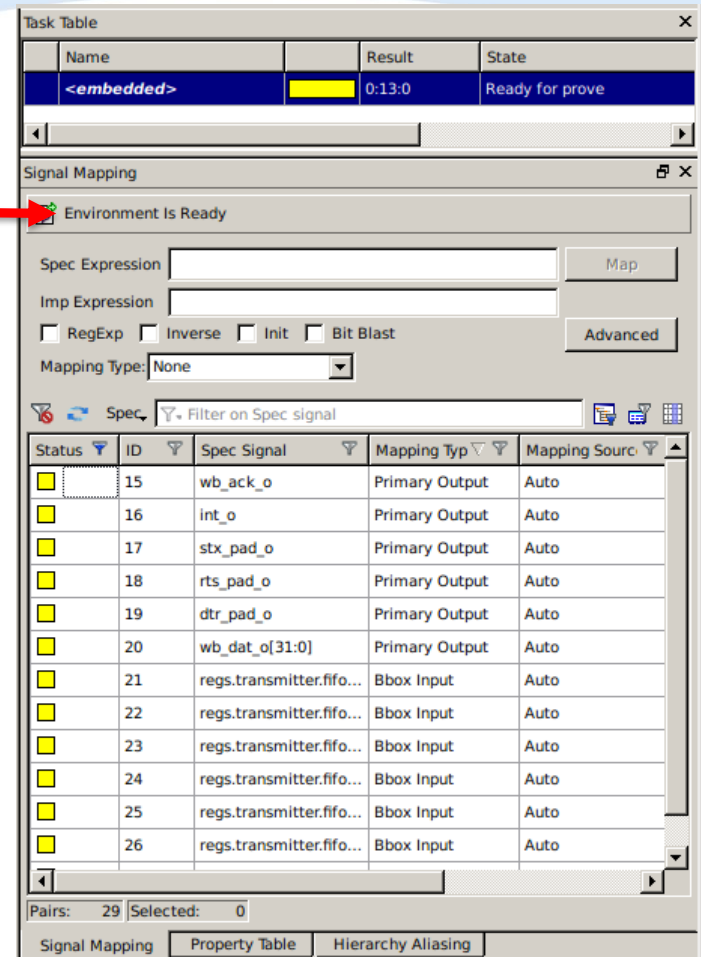 Task Table
Name Result State
<embedded> 0:13:0 Ready for prove
Signal Mapping
Environment Is Ready
Spec Expression Map
Imp Expression
RegExp Inverse Init Bit Blast Advanced
Mapping Type: None
Spec Filter on Spec signal
Status ID Spec Signal Mapping Typ Mapping Sourc
15 wb_ack_o Primary Output Auto
16 int_o Primary Output Auto
17 stx_pad_o Primary Output Auto
18 rts_pad_o Primary Output Auto
19 dtr_pad_o Primary Output Auto
20 wb_dat_o[31:0] Primary Output Auto
21 regs.transmitter.fifo... Bbox Input Auto
22 regs.transmitter.fifo... Bbox Input Auto
23 regs.transmitter.fifo... Bbox Input Auto
24 regs.transmitter.fifo... Bbox Input Auto
25 regs.transmitter.fifo... Bbox Input Auto
26 regs.transmitter.fifo... Bbox Input Auto
Pairs: 29 Selected: 0
Signal Mapping Property Table Hierarchy Aliasing